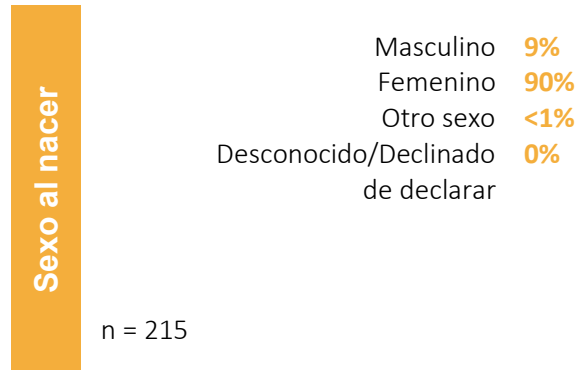 Sexo al nacer
Masculino 9%
Femenino 90%
Otro sexo <1%
Desconocido/Declinado 0%
de declarar
n = 215